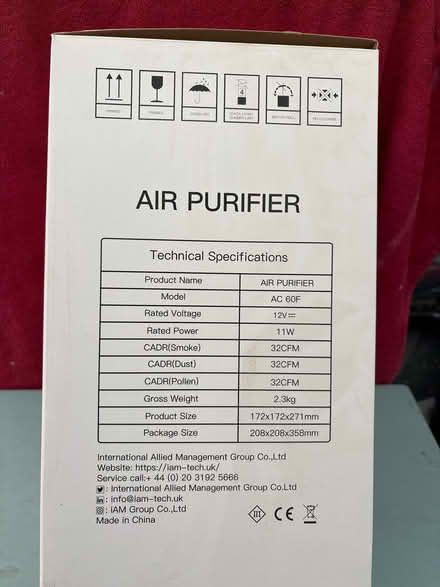 4
AIR PURIFIER
Technical Specifications
Product Name AIR PURIFIER
Model AC 60F
Rated Voltage 12V⎓
Rated Power 11W
CADR(Smoke) 32CFM
CADR(Dust) 32CFM
CADR(Pollen) 32CFM
Gross Weight 2.3kg
Product Size 172x172x271mm
Package Size 208x208x358mm
International Allied Management Group Co.,Ltd
Website: https://iam-tech.uk/
Service call:+ 44 (0) 20 3192 5666
: International Allied Management Group Co.,Ltd
: info@iam-tech.uk
: iAM Group Co.,Ltd
Made in China
III CE